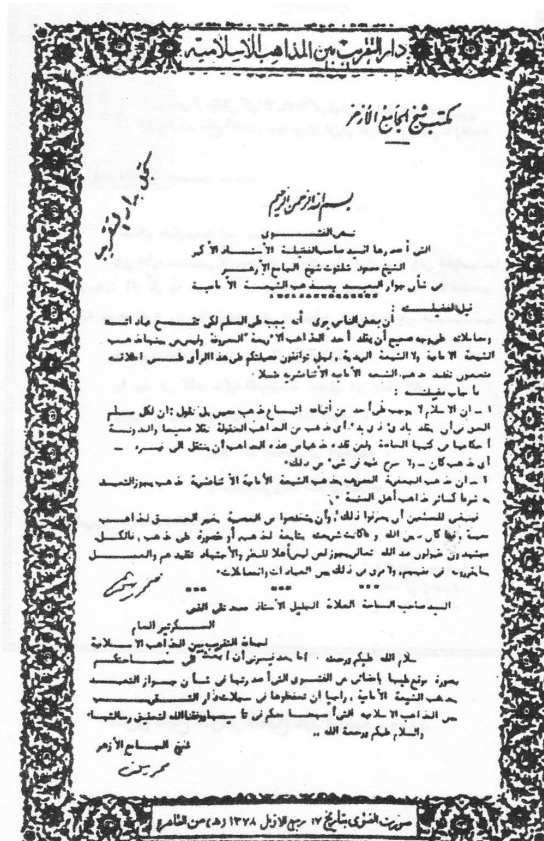 دار التقريب بين المذاهب الإسلامية
مكتب شيخ الجامع الأزهر
بسم الله الرحمن الرحيم
نص الفتوى
التي أصدرها السيد صاحب الفضيلة الأستاذ الأكبر
الشيخ محمود شلتوت شيخ الجامع الأزهر
في شأن جواز التعبد بمذهب الشيعة الإمامية
قيل لفضيلته :
أن بعض الناس يرى أنه يجب على المسلم لكي تقع عباداته
ومعاملاته على وجه صحيح أن يقلد أحد المذاهب الأربعة المعروفة وليس من بينها مذهب
الشيعة الإمامية ولا الشيعة الزيدية ، فهل توافقون فضيلتكم على هذا الرأي على إطلاقه
فتمنعون تقليد مذهب الشيعة الإمامية الاثنا عشرية مثلا .
فأجاب فضيلته :
١ - ان الاسلام لا يوجب على أحد من أتباعه اتباع مذهب معين بل نقول : ان لكل مسلم
الحق في أن يقلد بادئ ذي بدء أي مذهب من المذاهب المنقولة نقلا صحيحا والمدونة
أحكامها في كتبها الخاصة ولمن قلد مذهبا من هذه المذاهب أن ينتقل الى غيره -
أي مذهب كان - ولا حرج عليه في شيء من ذلك .
٢ - ان مذهب الجعفرية المعروف بمذهب الشيعة الإمامية الاثنا عشرية مذهب يجوز التعبد
به شرعا كسائر مذاهب أهل السنة .
فينبغي للمسلمين أن يعرفوا ذلك ، وأن يتخلصوا من العصبية بغير الحق لمذاهب
معينة ، فما كان دين الله وما كانت شريعته بتابعة لمذهب أو مقصورة على مذهب ، فالكل
مجتهدون مقبولون عند الله تعالى يجوز لمن ليس أهلا للنظر والاجتهاد تقليدهم والعمل
بما يقررونه في فقههم ولا فرق في ذلك بين العبادات والمعاملات .
السيد صاحب السماحة العلامة الجليل الأستاذ محمد تقي القمي
السكرتير العام
لجماعة التقريب بين المذاهب الاسلامية
سلام الله عليكم ورحمته . أما بعد فيسرني أن أبعث الى سماحتكم
بصورة موقع عليها بإمضائي من الفتوى التي أصدرتها في شأن جواز التعبد
بمذهب الشيعة الإمامية ، راجيا أن تحفظوها في سجلات دار التقريب
بين المذاهب الاسلامية التي أسهمنا معكم في تأسيسها ووفقنا الله لتحقيق رسالتها .
والسلام عليكم ورحمة الله ..
شيخ الجامع الأزهر
صورت الفتوى بتاريخ ١٧ ربيع الأول ١٣٧٨ (هـ) من القاهرة